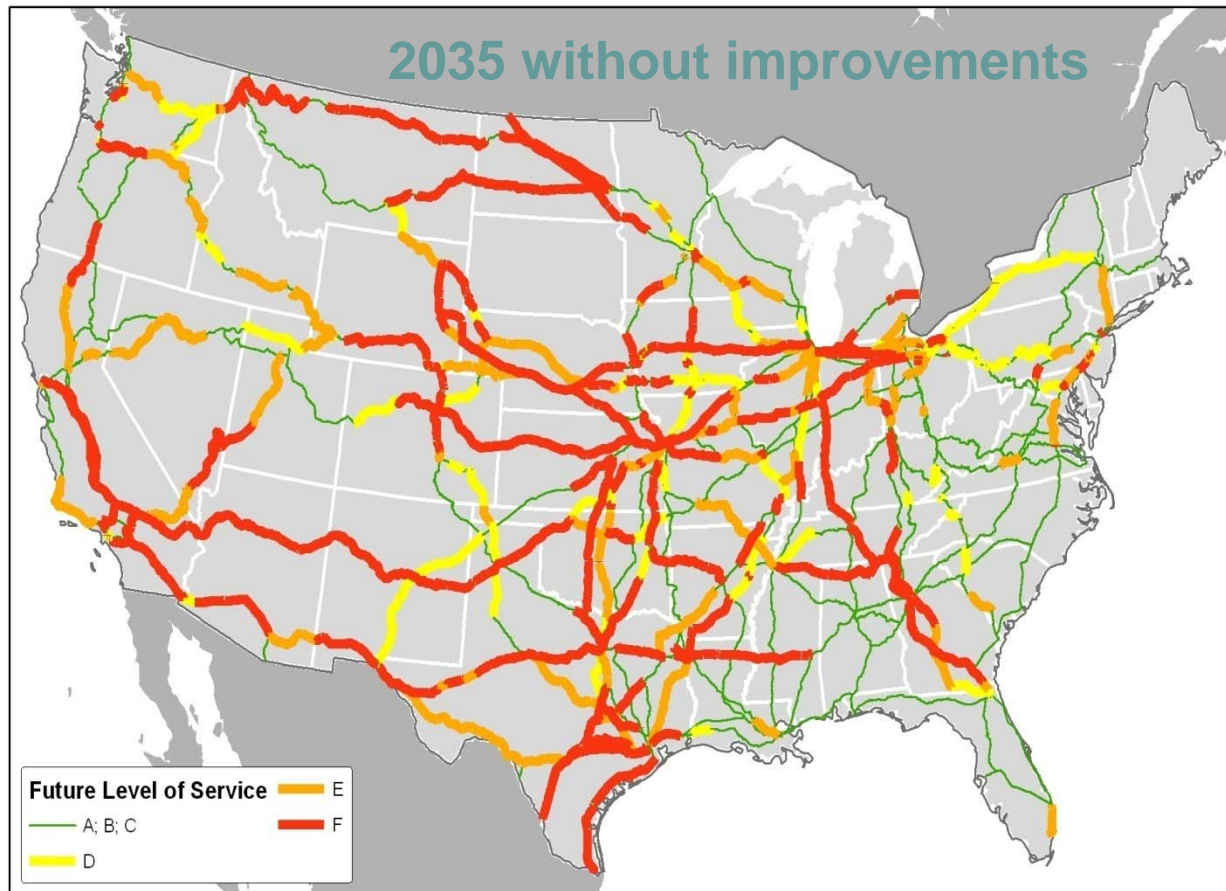 2035 without improvements
Future Level of Service
A; B; C
D
E
F